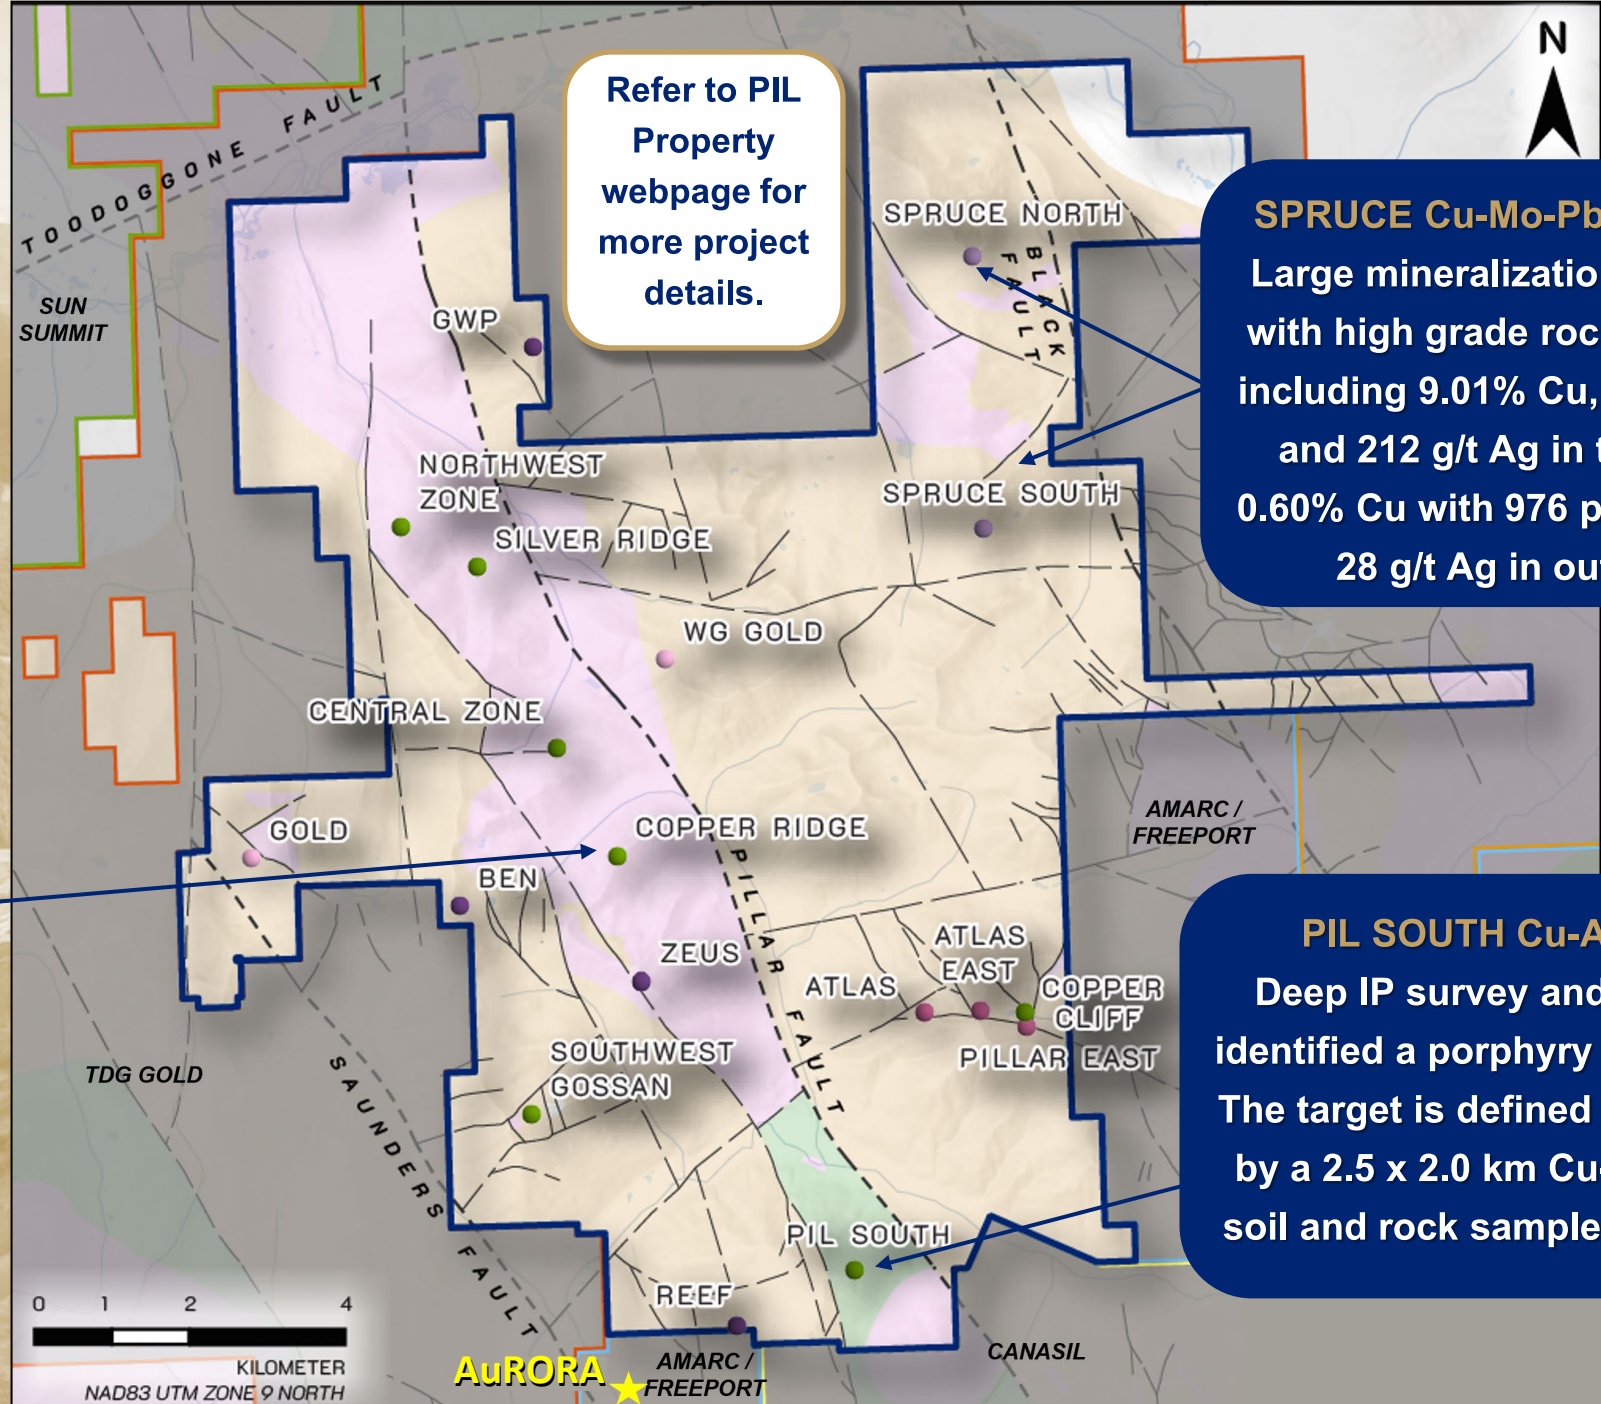 N
Refer to PIL
Property
webpage for
more project
details.
TOODOGGONE FAULT
SUN
SUMMIT
SPRUCE NORTH
BLACK
FAULT
SPRUCE Cu-Mo-Pb
Large mineralizatio
with high grade roc
including 9.01% Cu,
and 212 g/t Ag in
0.60% Cu with 976 p
28 g/t Ag in ou
GWP
NORTHWEST
ZONE
SILVER RIDGE
SPRUCE SOUTH
WG GOLD
CENTRAL ZONE
GOLD
COPPER RIDGE
BEN
AMARC /
FREEPORT
PILLAR FAULT
ZEUS
ATLAS
EAST
ATLAS
COPPER
CLIFF
PILLAR EAST
PIL SOUTH Cu-A
Deep IP survey and
identified a porphyry
The target is defined
by a 2.5 x 2.0 km Cu-
soil and rock sample
TDG GOLD
SAUNDERS FAULT
SOUTHWEST
GOSSAN
PIL SOUTH
REEF
CANASIL
0 1 2 4
KILOMETER
NAD83 UTM ZONE 9 NORTH
AuRORA
AMARC /
FREEPORT